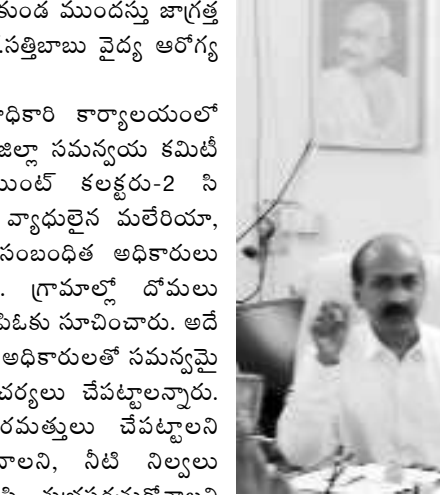 కుండ ముందస్తు జాగ్రత్త
.సత్తిబాబు వైద్య ఆరోగ్య
ాధికారి కార్యాలయంలో
జిల్లా సమన్వయ కమిటీ
యింట్ కలక్టరు-2 సి
వ్యాధులైన మలేరియా,
సంబంధిత అధికారులు
. గ్రామాల్లో దోమలు
పిఓకు సూచించారు. అదే
అధికారులతో సమన్వమై
చర్యలు చేపట్టాలన్నారు.
రమత్తులు చేపట్టాలని
ాలని, నీటి నిల్వలు